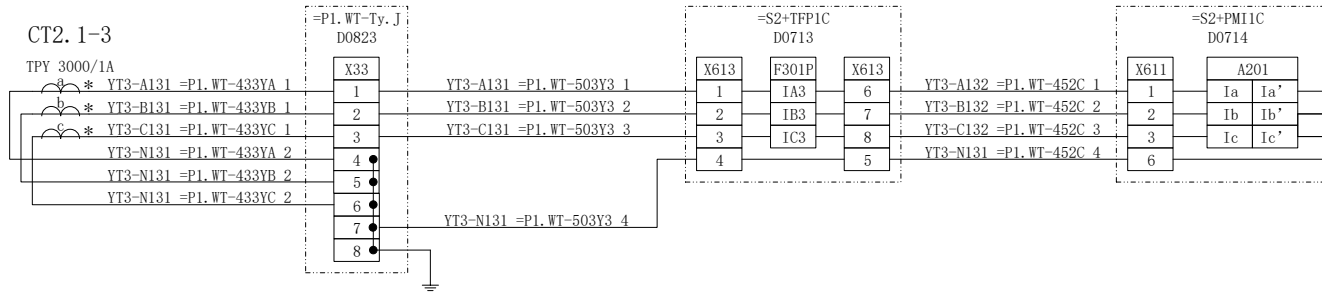 =P1.WT-Ty.J
D0823
=S2+TFP1C
D0713
=S2+PMI1C
D0714
CT2.1-3
TPY 3000/1A
X33
X613
F301P
X613
X611
A201
a
* YT3-A131 =P1.WT-433YA 1
1
YT3-A131 =P1.WT-503Y3 1
1
IA3
6
YT3-A132 =P1.WT-452C 1
1
Ia
Ia'
b
* YT3-B131 =P1.WT-433YB 1
2
YT3-B131 =P1.WT-503Y3 2
2
IB3
7
YT3-B132 =P1.WT-452C 2
2
Ib
Ib'
c
* YT3-C131 =P1.WT-433YC 1
3
YT3-C131 =P1.WT-503Y3 3
3
IC3
8
YT3-C132 =P1.WT-452C 3
3
Ic
Ic'
YT3-N131 =P1.WT-433YA 2
4
4
5
YT3-N131 =P1.WT-452C 4
6
YT3-N131 =P1.WT-433YB 2
5
YT3-N131 =P1.WT-433YC 2
6
7
YT3-N131 =P1.WT-503Y3 4
8